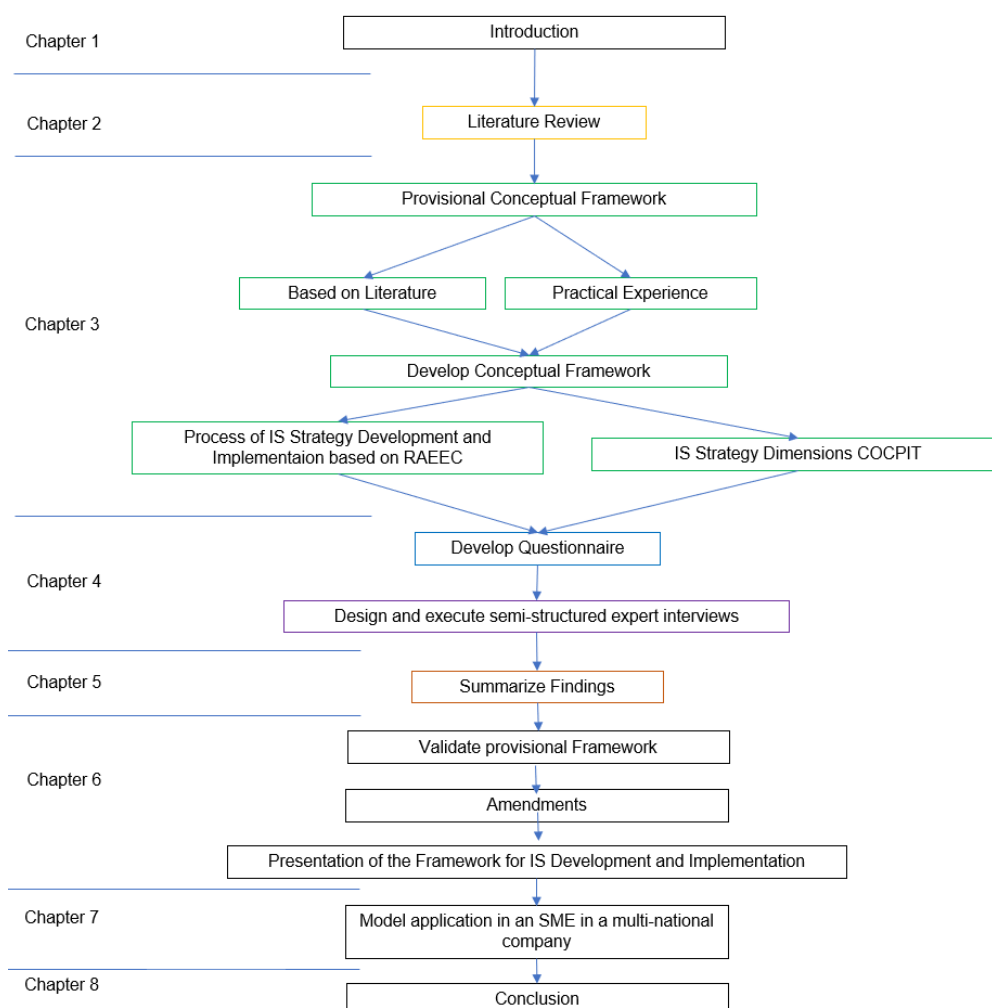 Chapter 1
Introduction
Chapter 2
Literature Review
Provisional Conceptual Framework
Based on Literature
Practical Experience
Chapter 3
Develop Conceptual Framework
Process of IS Strategy Development and
Implementaion based on RAEEC
IS Strategy Dimensions COCPIT
Develop Questionnaire
Chapter 4
Design and execute semi-structured expert interviews
Chapter 5
Summarize Findings
Validate provisional Framework
Chapter 6
Amendments
Presentation of the Framework for IS Development and Implementation
Chapter 7
Model application in an SME in a multi-national
company
Chapter 8
Conclusion